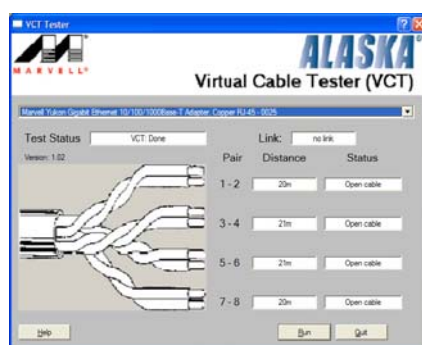 VCT Tester
MARVELL®
ALASKA®
Virtual Cable Tester (VCT)
Marvell Yukon Gigabit Ethernet 10/100/1000Base-T Adapter, Copper RJ-45 - 0025
Test Status VCT: Done Link: no link
Version: 1.02
Pair Distance Status
1 - 2 20m Open cable
3 - 4 21m Open cable
5 - 6 21m Open cable
7 - 8 20m Open cable
Help Run Quit